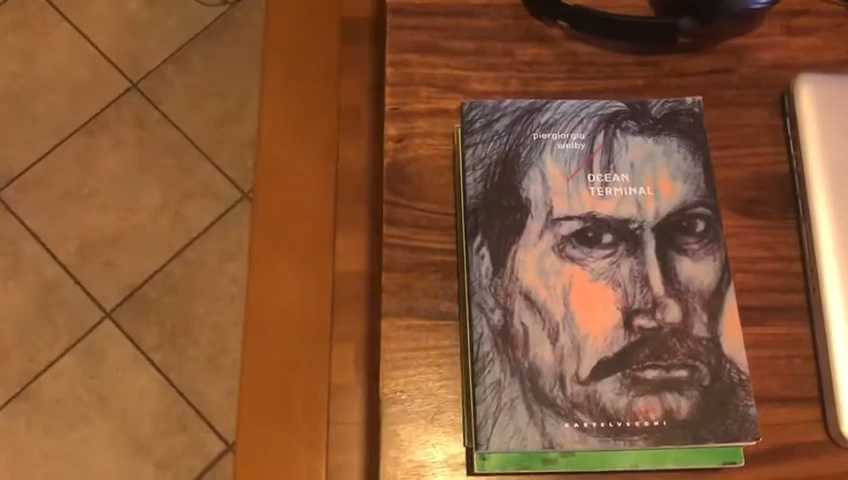 piergiorgio
welby
OCEAN
TERMINAL
CASTELVECCHI